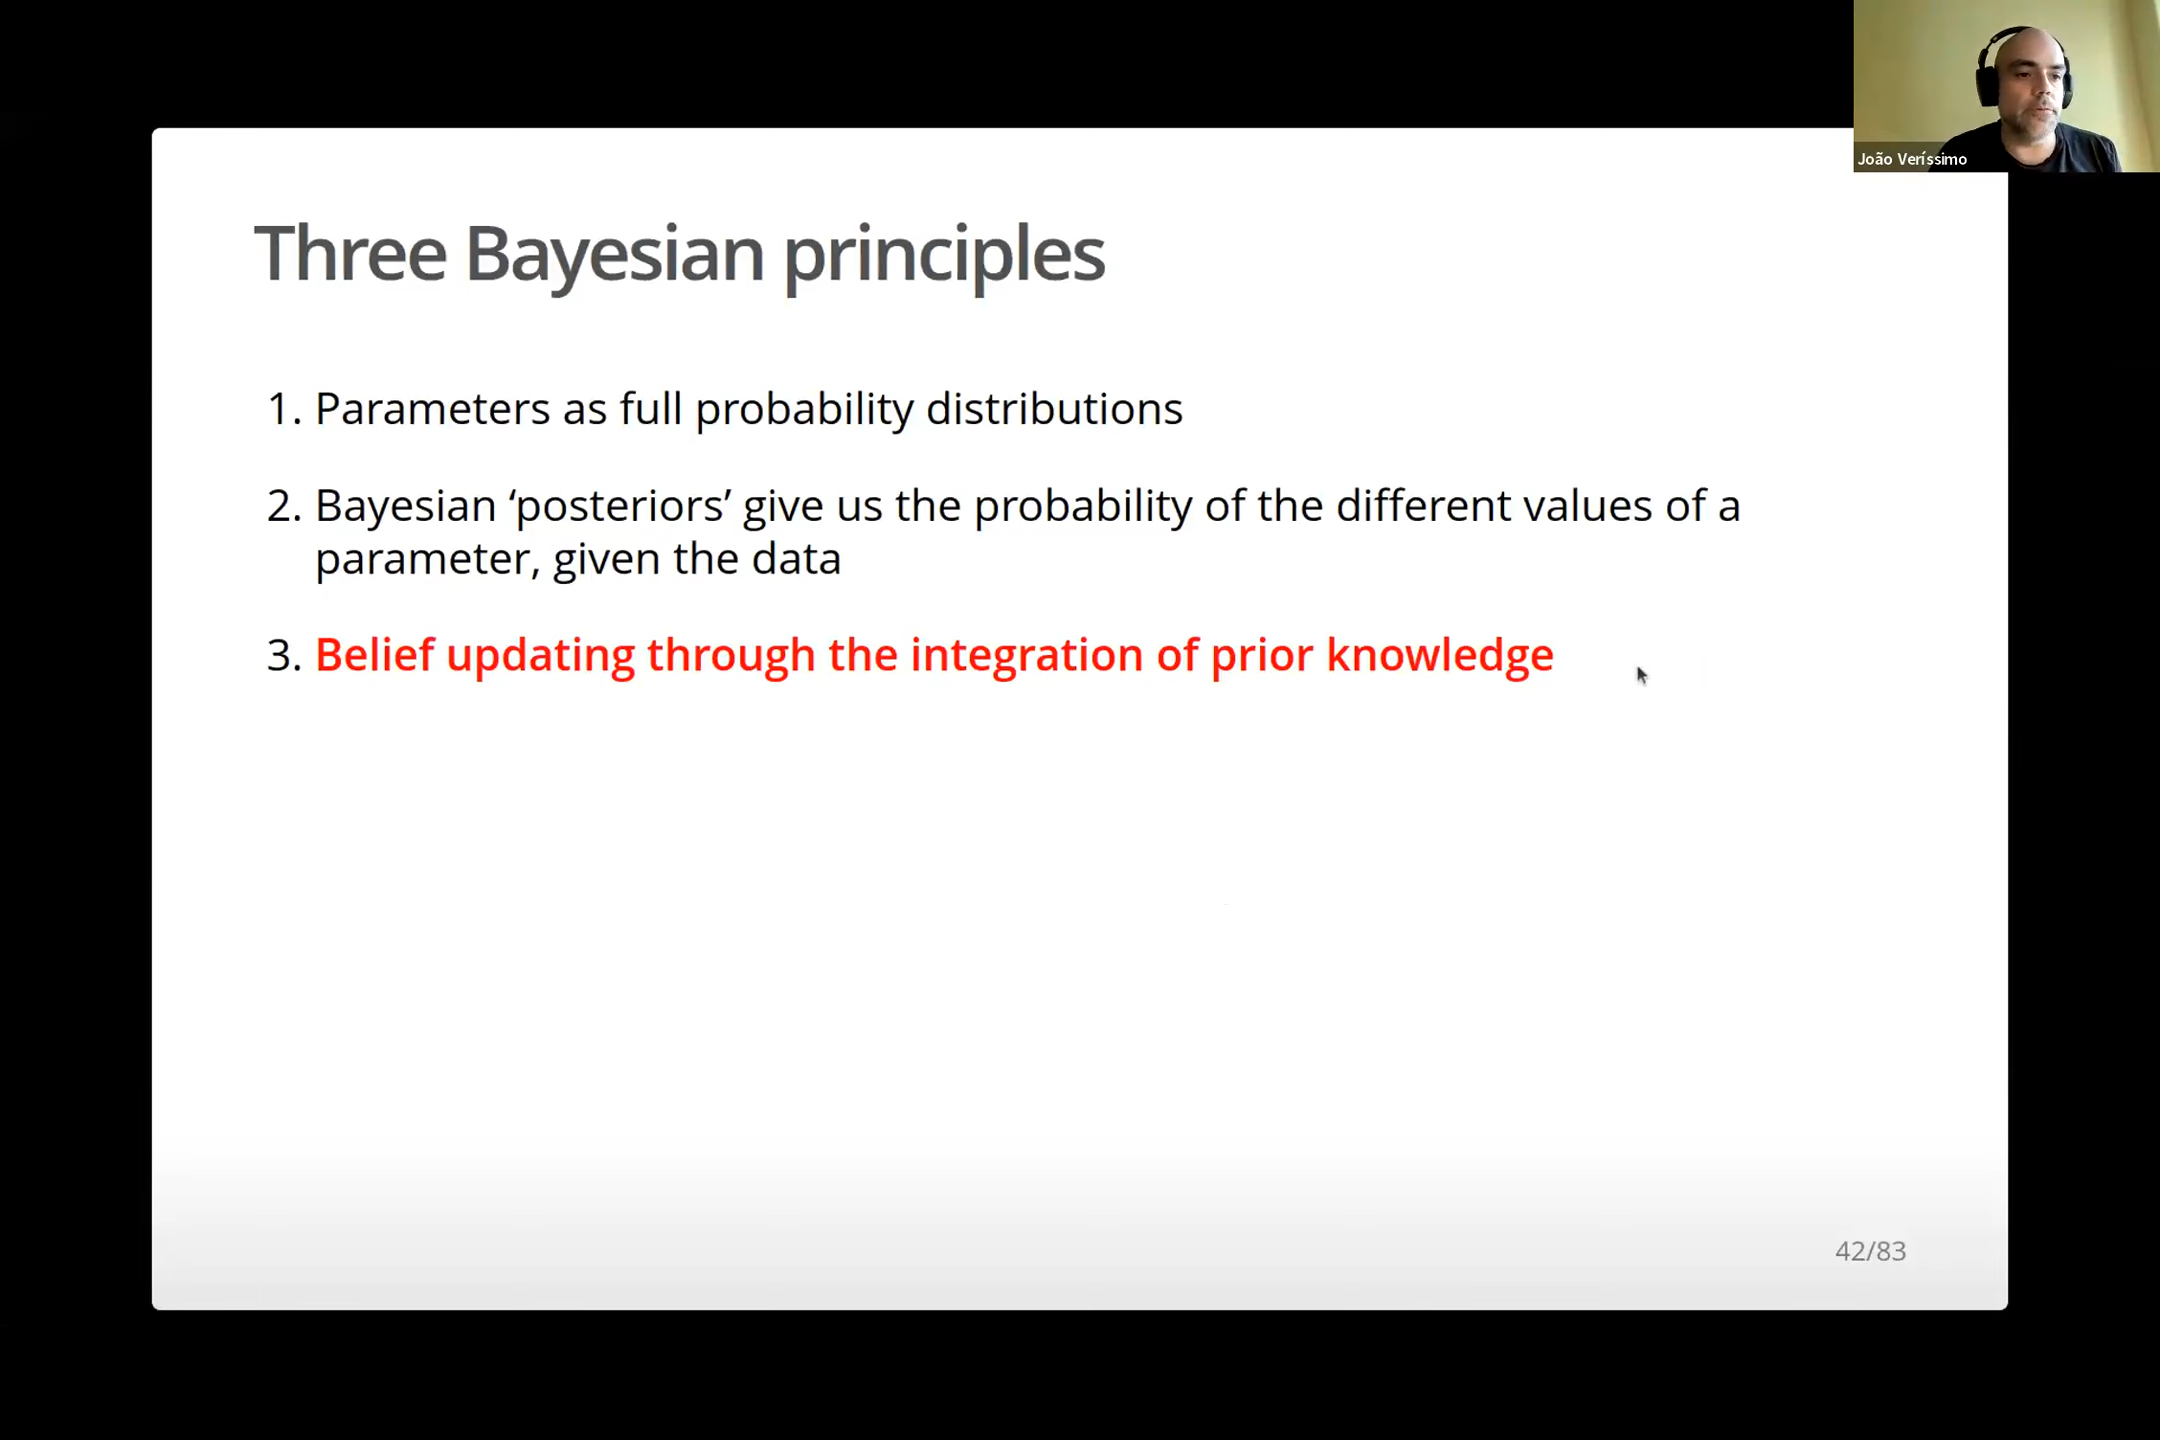 João Veríssimo
Three Bayesian principles
1. Parameters as full probability distributions
2. Bayesian ‘posteriors’ give us the probability of the different values of a
parameter, given the data
3. Belief updating through the integration of prior knowledge
42/83